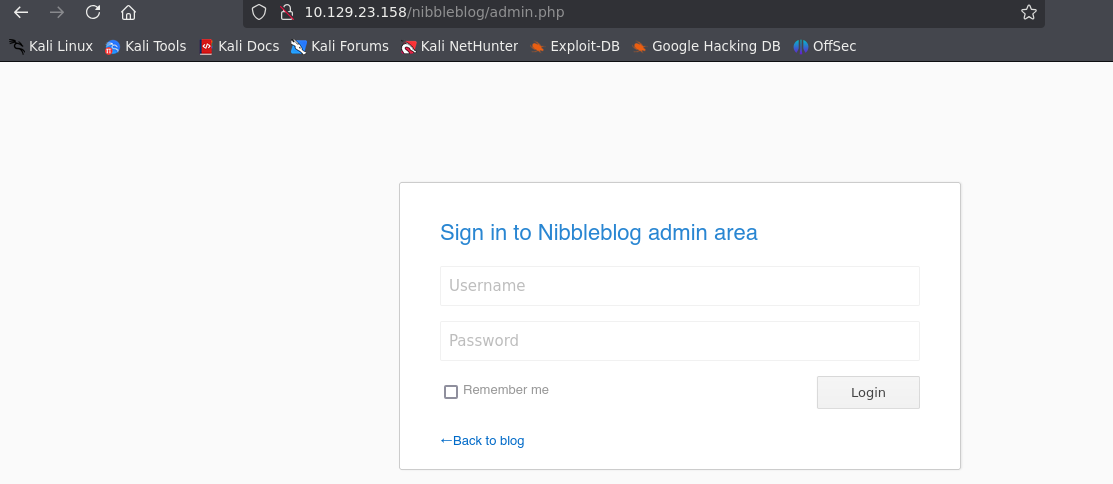 10.129.23.158/nibbleblog/admin.php
Kali Linux Kali Tools Kali Docs Kali Forums Kali NetHunter Exploit-DB Google Hacking DB OffSec
Sign in to Nibbleblog admin area
Username
Password
Remember me Login
←Back to blog